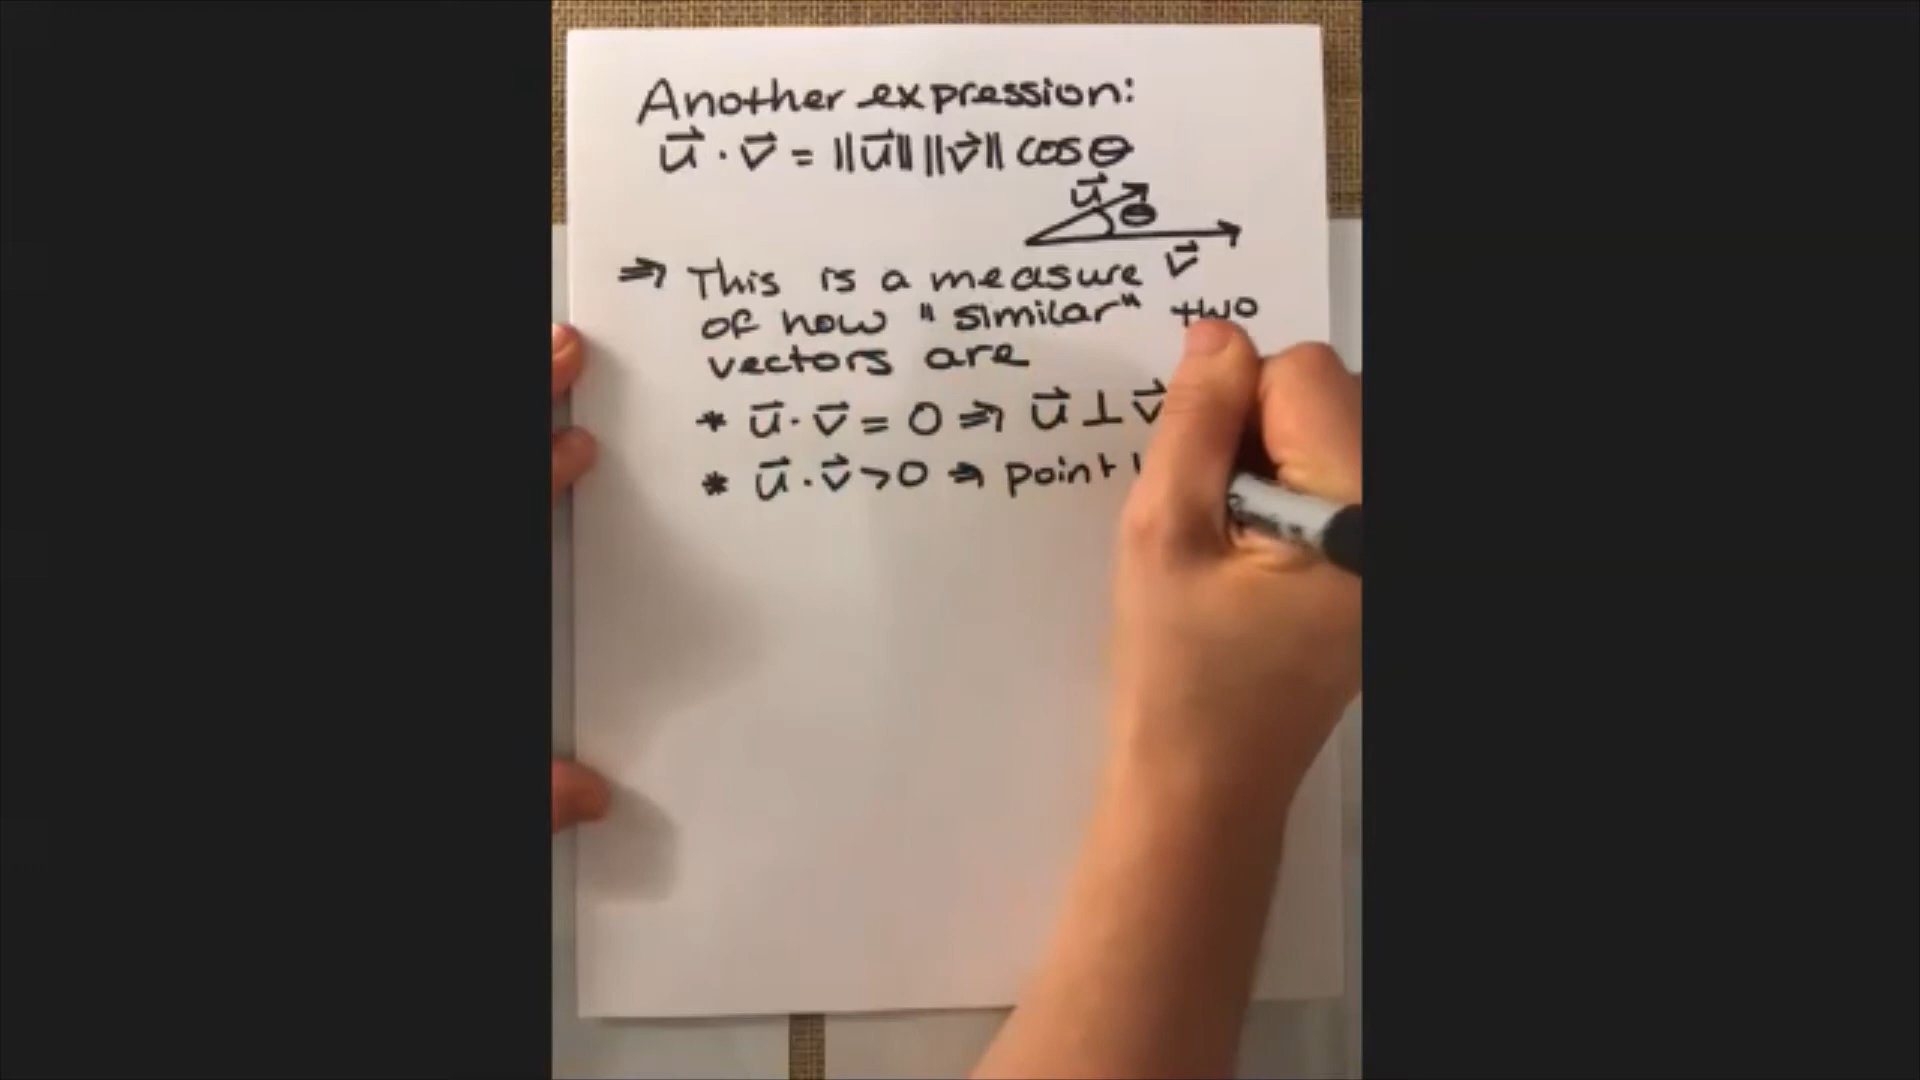 Another expression:
u⃗ · v⃗ = ||u⃗|| ||v⃗|| cos θ
u⃗
θ
v⃗
⇒ This is a measure
of how "similar" two
vectors are
* u⃗ · v⃗ = 0 ⇒ u⃗ ⊥ v⃗
* u⃗ · v⃗ > 0 ⇒ point